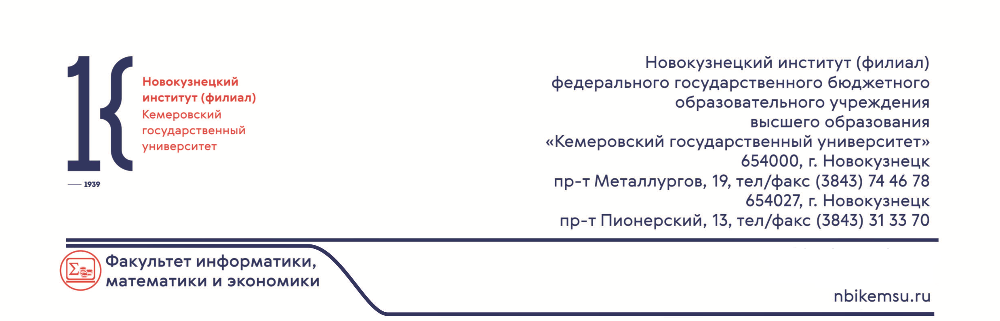 Новокузнецкий
институт (филиал)
Кемеровский
государственный
университет
1939
Новокузнецкий институт (филиал)
федерального государственного бюджетного
образовательного учреждения
высшего образования
«Кемеровский государственный университет»
654000, г. Новокузнецк
пр-т Металлургов, 19, тел/факс (3843) 74 46 78
654027, г. Новокузнецк
пр-т Пионерский, 13, тел/факс (3843) 31 33 70
Σ
Факультет информатики,
математики и экономики
nbikemsu.ru